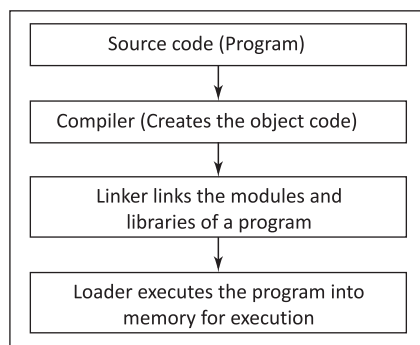 Source code (Program)
Compiler (Creates the object code)
Linker links the modules and
libraries of a program
Loader executes the program into
memory for execution